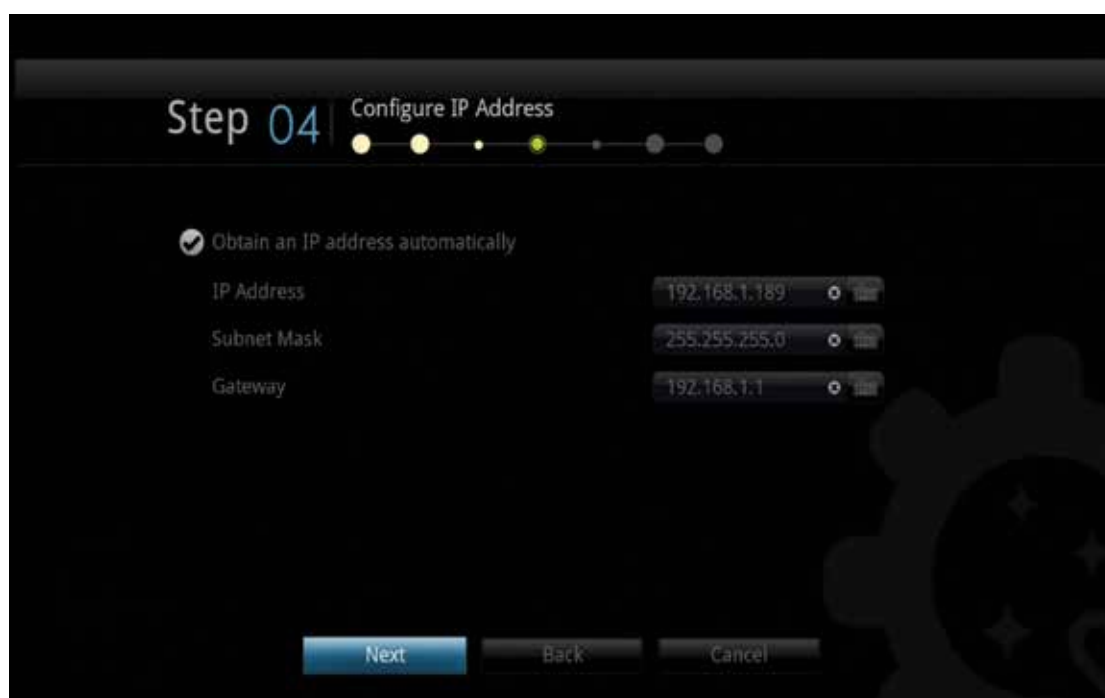 Step 04
Configure IP Address
Obtain an IP address automatically
IP Address 192.168.1.189
Subnet Mask 255.255.255.0
Gateway 192.168.1.1
Next Back Cancel